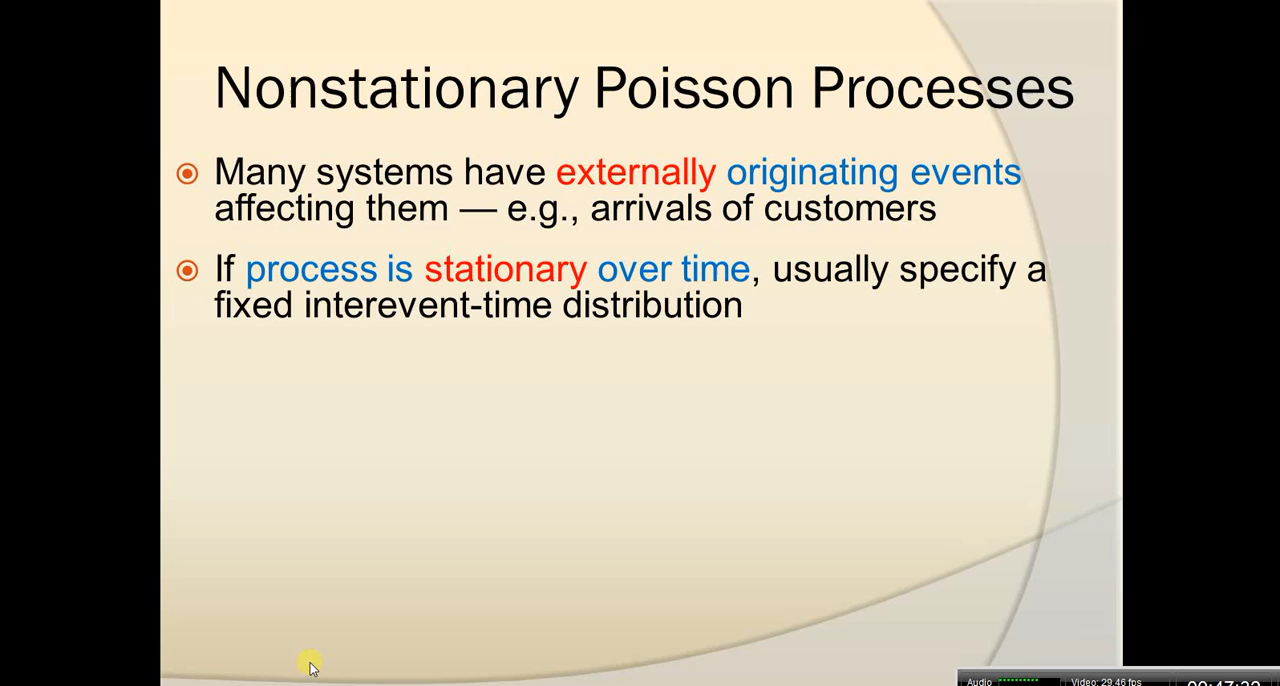 Nonstationary Poisson Processes
Many systems have externally originating events
affecting them — e.g., arrivals of customers
If process is stationary over time, usually specify a
fixed interevent-time distribution
Audio
Video: 29.46 fps